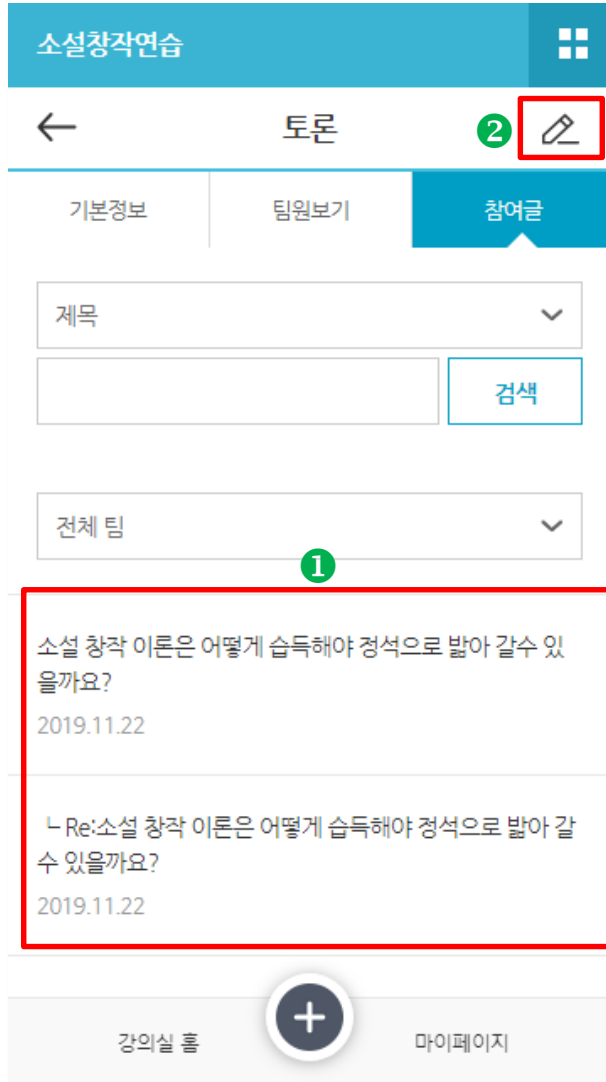 소설창작연습
토론
2
기본정보 팀원보기 참여글
제목
검색
전체 팀
1
소설 창작 이론은 어떻게 습득해야 정석으로 밟아 갈수 있
을까요?
2019.11.22
ㄴRe:소설 창작 이론은 어떻게 습득해야 정석으로 밟아 갈
수 있을까요?
2019.11.22
강의실 홈 마이페이지